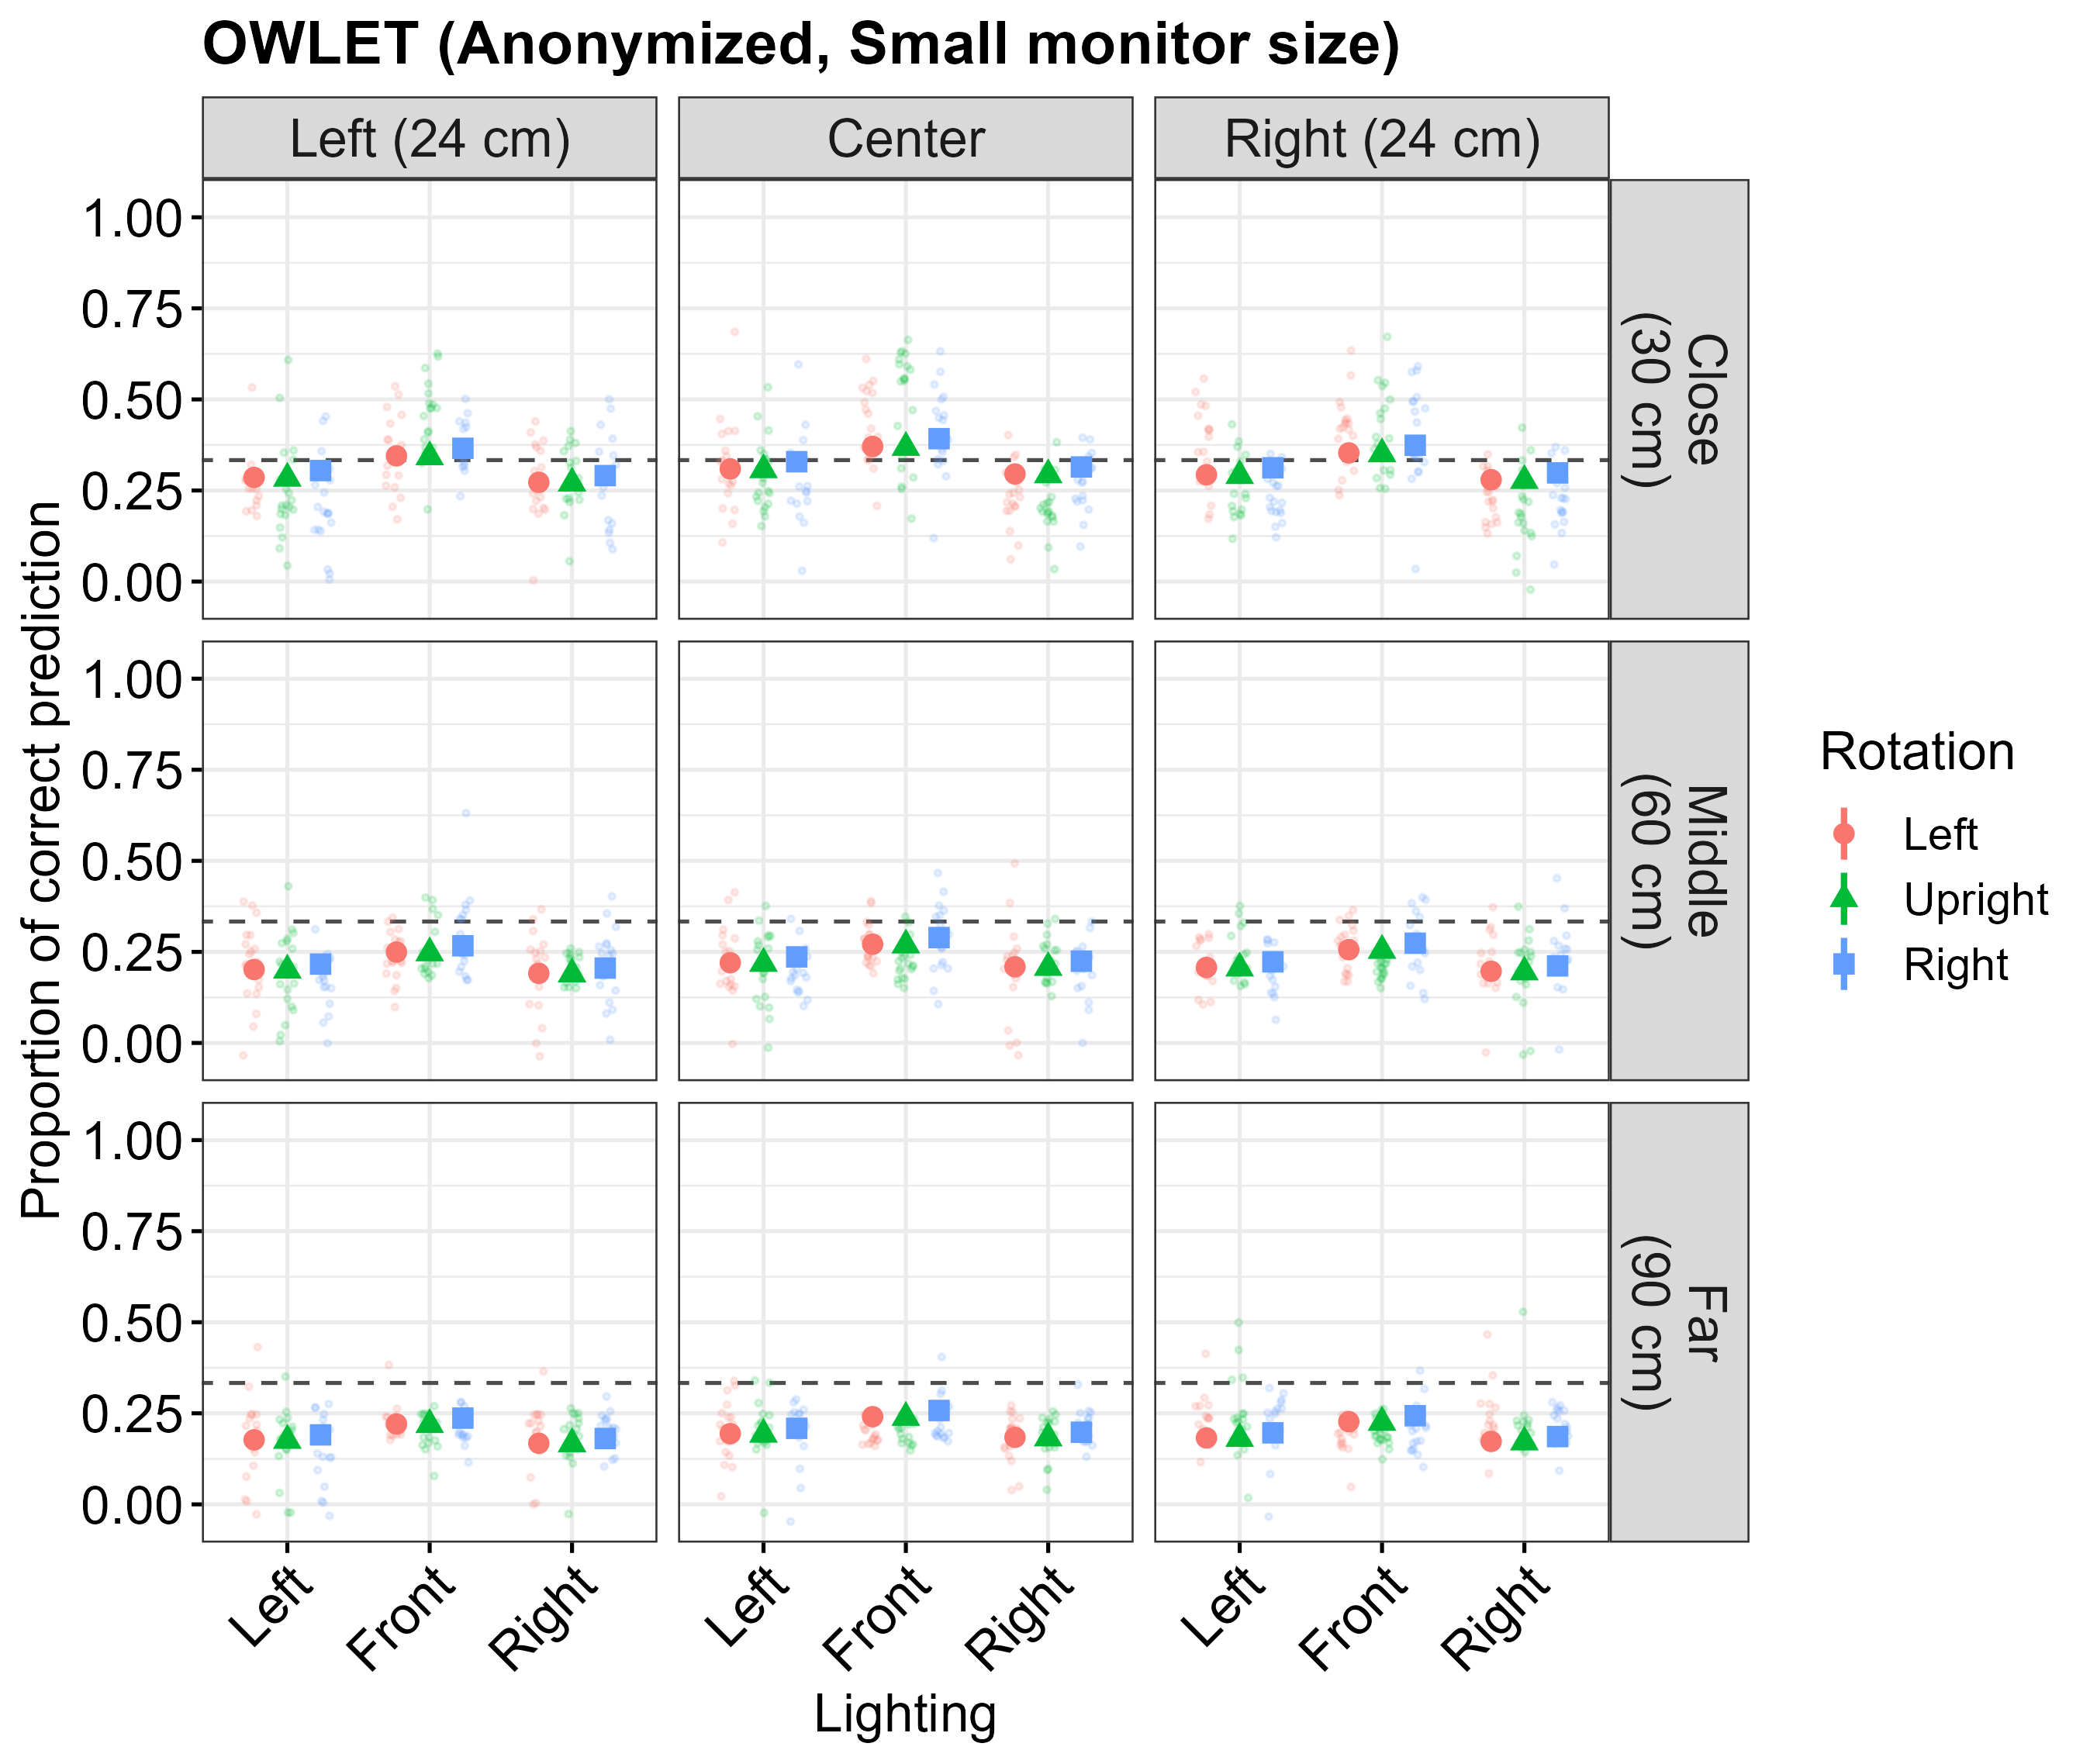 OWLET (Anonymized, Small monitor size)
Left (24 cm)
Center
Right (24 cm)
Proportion of correct prediction
1.00
0.75
0.50
0.25
0.00
Close
(30 cm)
1.00
0.75
0.50
0.25
0.00
Middle
(60 cm)
1.00
0.75
0.50
0.25
0.00
Far
(90 cm)
Left
Front
Right
Left
Front
Right
Left
Front
Right
Lighting
Rotation
Left
Upright
Right